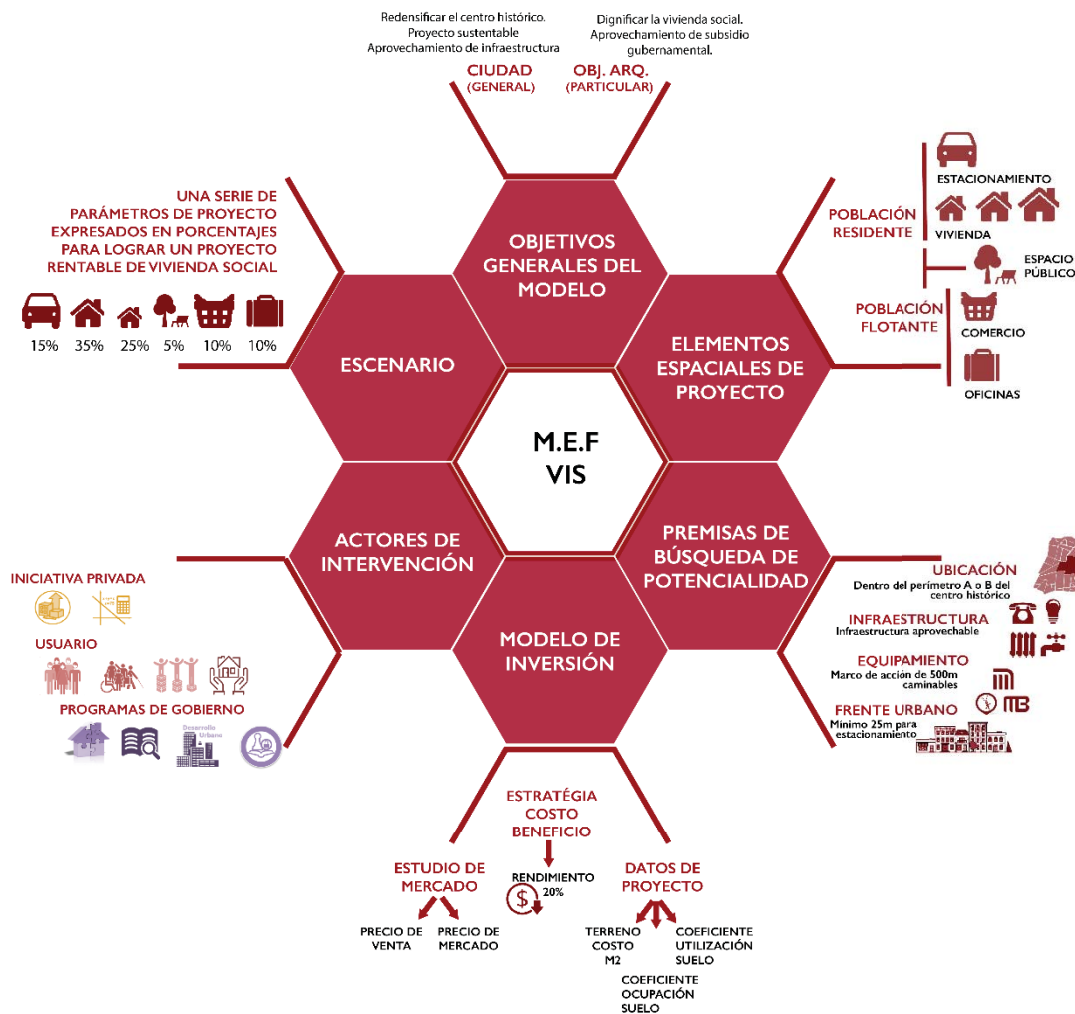 Redensificar el centro histórico.
Proyecto sustentable
Aprovechamiento de infraestructura
CIUDAD
(GENERAL)
Dignificar la vivienda social.
Aprovechamiento de subsidio
gubernamental.
OBJ. ARQ.
(PARTICULAR)
OBJETIVOS
GENERALES DEL
MODELO
UNA SERIE DE
PARÁMETROS DE PROYECTO
EXPRESADOS EN PORCENTAJES
PARA LOGRAR UN PROYECTO
RENTABLE DE VIVIENDA SOCIAL
15% 35% 25% 5% 10% 10%
ESCENARIO
ELEMENTOS
ESPACIALES DE
PROYECTO
POBLACIÓN
RESIDENTE
ESTACIONAMIENTO
VIVIENDA
ESPACIO
PÚBLICO
POBLACIÓN
FLOTANTE
COMERCIO
OFICINAS
M.E.F
VIS
ACTORES DE
INTERVENCIÓN
INICIATIVA PRIVADA
USUARIO
PROGRAMAS DE GOBIERNO
Desarrollo
Urbano
PREMISAS DE
BÚSQUEDA DE
POTENCIALIDAD
UBICACIÓN
Dentro del perímetro A o B del
centro histórico
INFRAESTRUCTURA
Infraestructura aprovechable
EQUIPAMIENTO
Marco de acción de 500m
caminables
FRENTE URBANO
Mínimo 25m para
estacionamiento
MB
MODELO DE
INVERSIÓN
ESTRATÉGIA
COSTO
BENEFICIO
RENDIMIENTO
20%
$
ESTUDIO DE
MERCADO
PRECIO DE
VENTA
PRECIO DE
MERCADO
DATOS DE
PROYECTO
TERRENO
COSTO
M2
COEFICIENTE
OCUPACIÓN
SUELO
COEFICIENTE
UTILIZACIÓN
SUELO